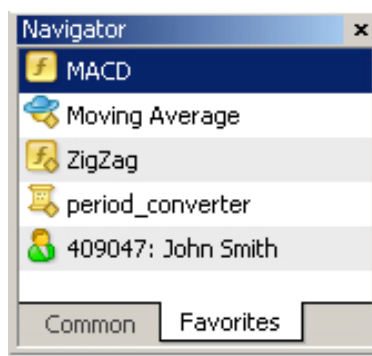 Navigator
MACD
Moving Average
ZigZag
period_converter
409047: John Smith
Common Favorites